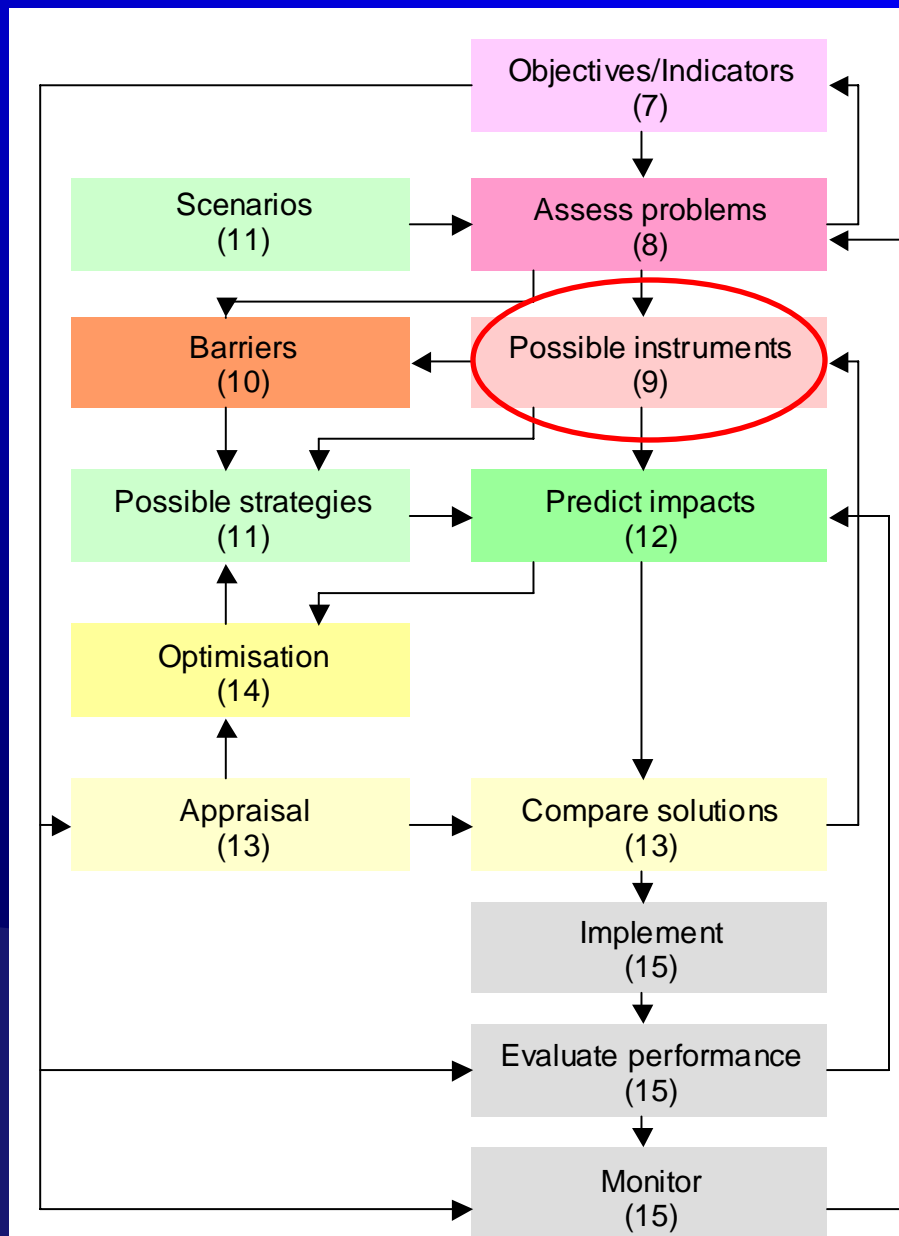 Objectives/Indicators
(7)
Scenarios
(11)
Assess problems
(8)
Barriers
(10)
Possible instruments
(9)
Possible strategies
(11)
Predict impacts
(12)
Optimisation
(14)
Appraisal
(13)
Compare solutions
(13)
Implement
(15)
Evaluate performance
(15)
Monitor
(15)